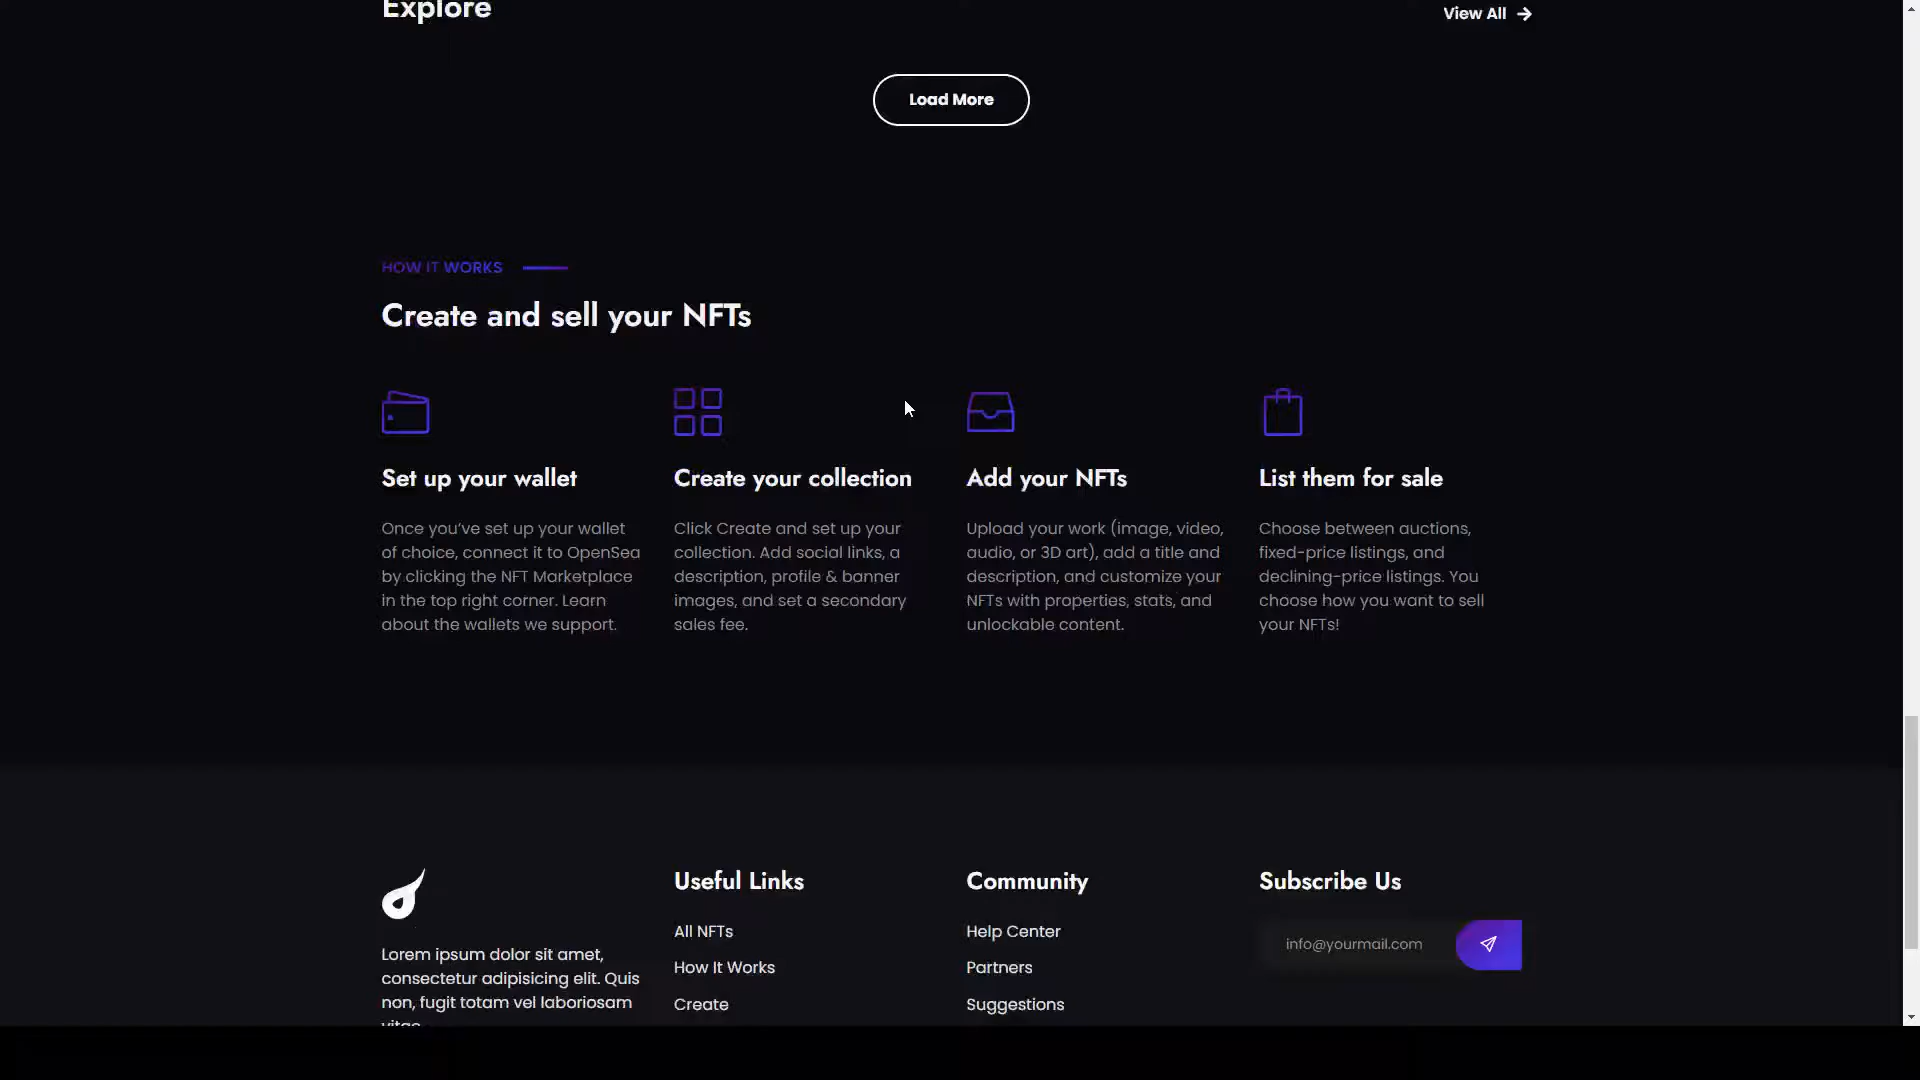 Explore
View All
Load More
HOW IT WORKS
Create and sell your NFTs
Set up your wallet
Once you've set up your wallet
of choice, connect it to OpenSea
by clicking the NFT Marketplace
in the top right corner. Learn
about the wallets we support.
Create your collection
Click Create and set up your
collection. Add social links, a
description, profile & banner
images, and set a secondary
sales fee.
Add your NFTs
Upload your work (image, video,
audio, or 3D art), add a title and
description, and customize your
NFTs with properties, stats, and
unlockable content.
List them for sale
Choose between auctions,
fixed-price listings, and
declining-price listings. You
choose how you want to sell
your NFTs!
Lorem ipsum dolor sit amet,
consectetur adipisicing elit. Quis
non, fugit totam vel laboriosam
vitae
Useful Links
All NFTs
How It Works
Create
Community
Help Center
Partners
Suggestions
Subscribe Us
info@yourmail.com